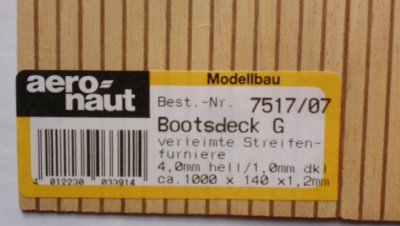 aero-
naut
Modellbau
Best.-Nr. 7517/07
Bootsdeck G
verleimte Streifen-
furniere
4,0mm hell/1,0mm dkl
ca.1000 x 140 x1,2mm
4 012230 033914